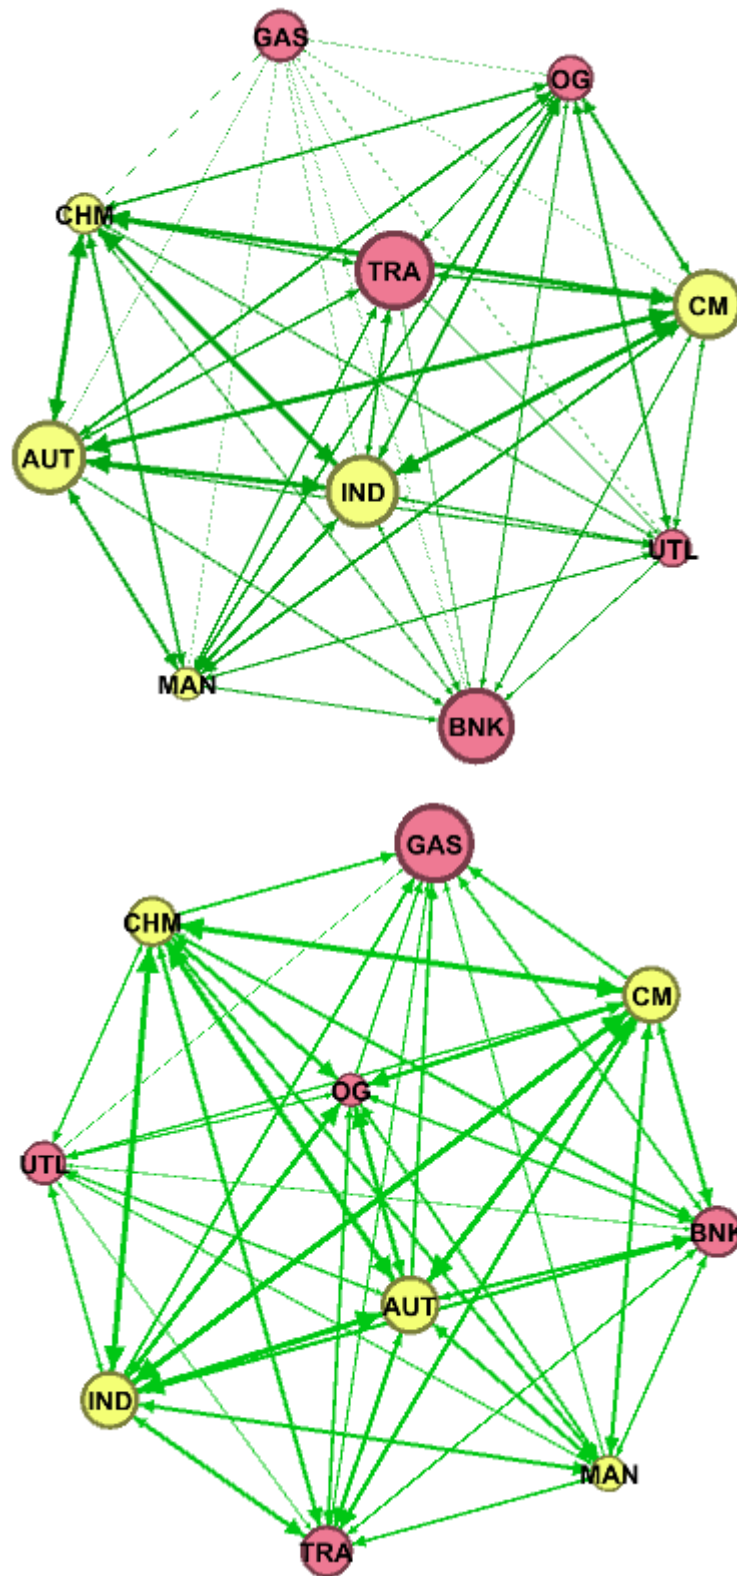 GAS
OG
CHM
TRA
CM
AUT
IND
UTL
MAN
BNK
GAS
CHM
CM
OG
UTL
BNK
AUT
IND
MAN
TRA